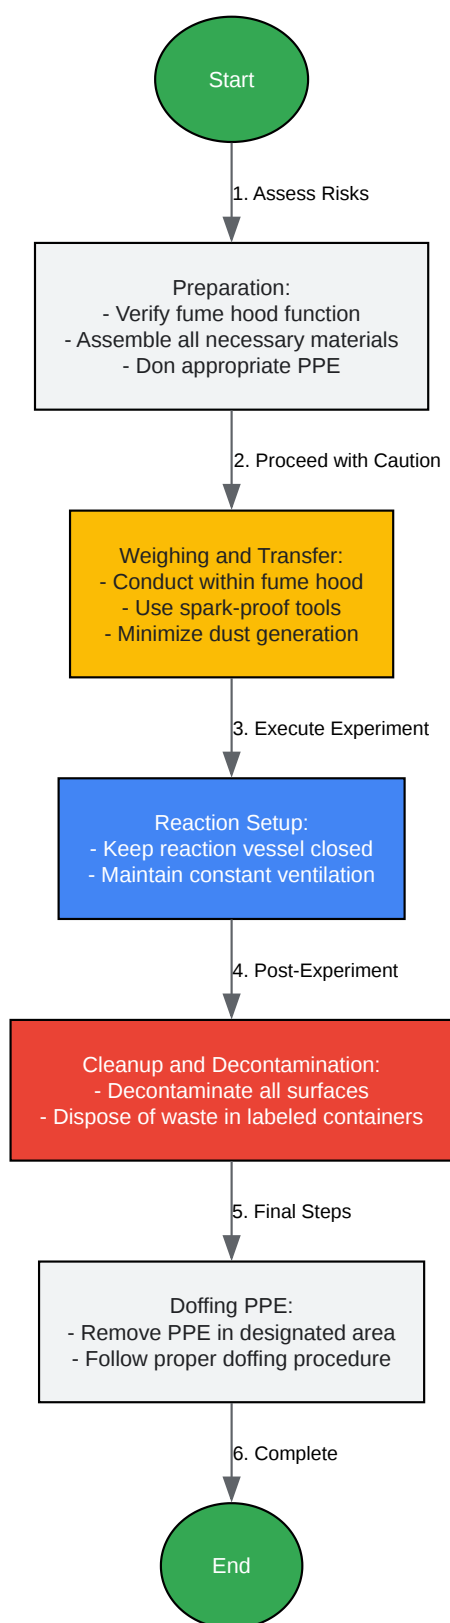 Start
1. Assess Risks
Preparation:
- Verify fume hood function
- Assemble all necessary materials
- Don appropriate PPE
2. Proceed with Caution
Weighing and Transfer:
- Conduct within fume hood
- Use spark-proof tools
- Minimize dust generation
3. Execute Experiment
Reaction Setup:
- Keep reaction vessel closed
- Maintain constant ventilation
4. Post-Experiment
Cleanup and Decontamination:
- Decontaminate all surfaces
- Dispose of waste in labeled containers
5. Final Steps
Doffing PPE:
- Remove PPE in designated area
- Follow proper doffing procedure
6. Complete
End